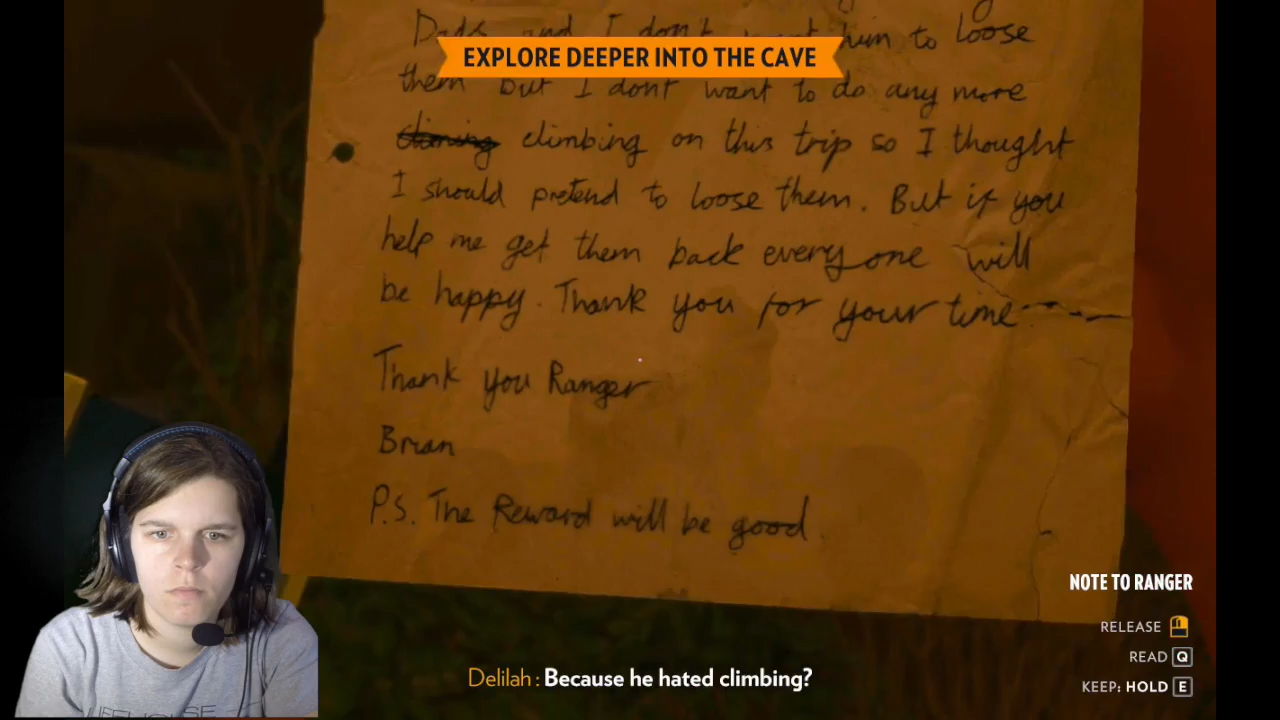 Dads and I don't want him to loose
EXPLORE DEEPER INTO THE CAVE
them but I dont want to do any more
climing climbing on this trip so I thought
I should pretend to loose them. But if you
help me get them back every one will
be happy. Thank you for your time
Thank you Ranger
Brian
P.S. The Reward will be good
NOTE TO RANGER
RELEASE
READ Q
KEEP: HOLD E
Delilah: Because he hated climbing?